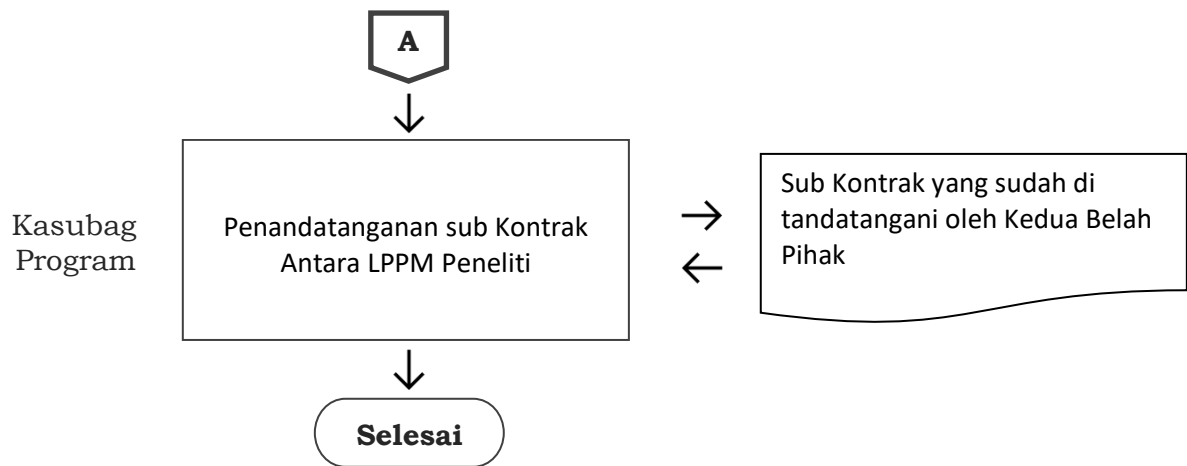 A
Kasubag
Program
Penandatanganan sub Kontrak
Antara LPPM Peneliti
Sub Kontrak yang sudah di
tandatangani oleh Kedua Belah
Pihak
Selesai